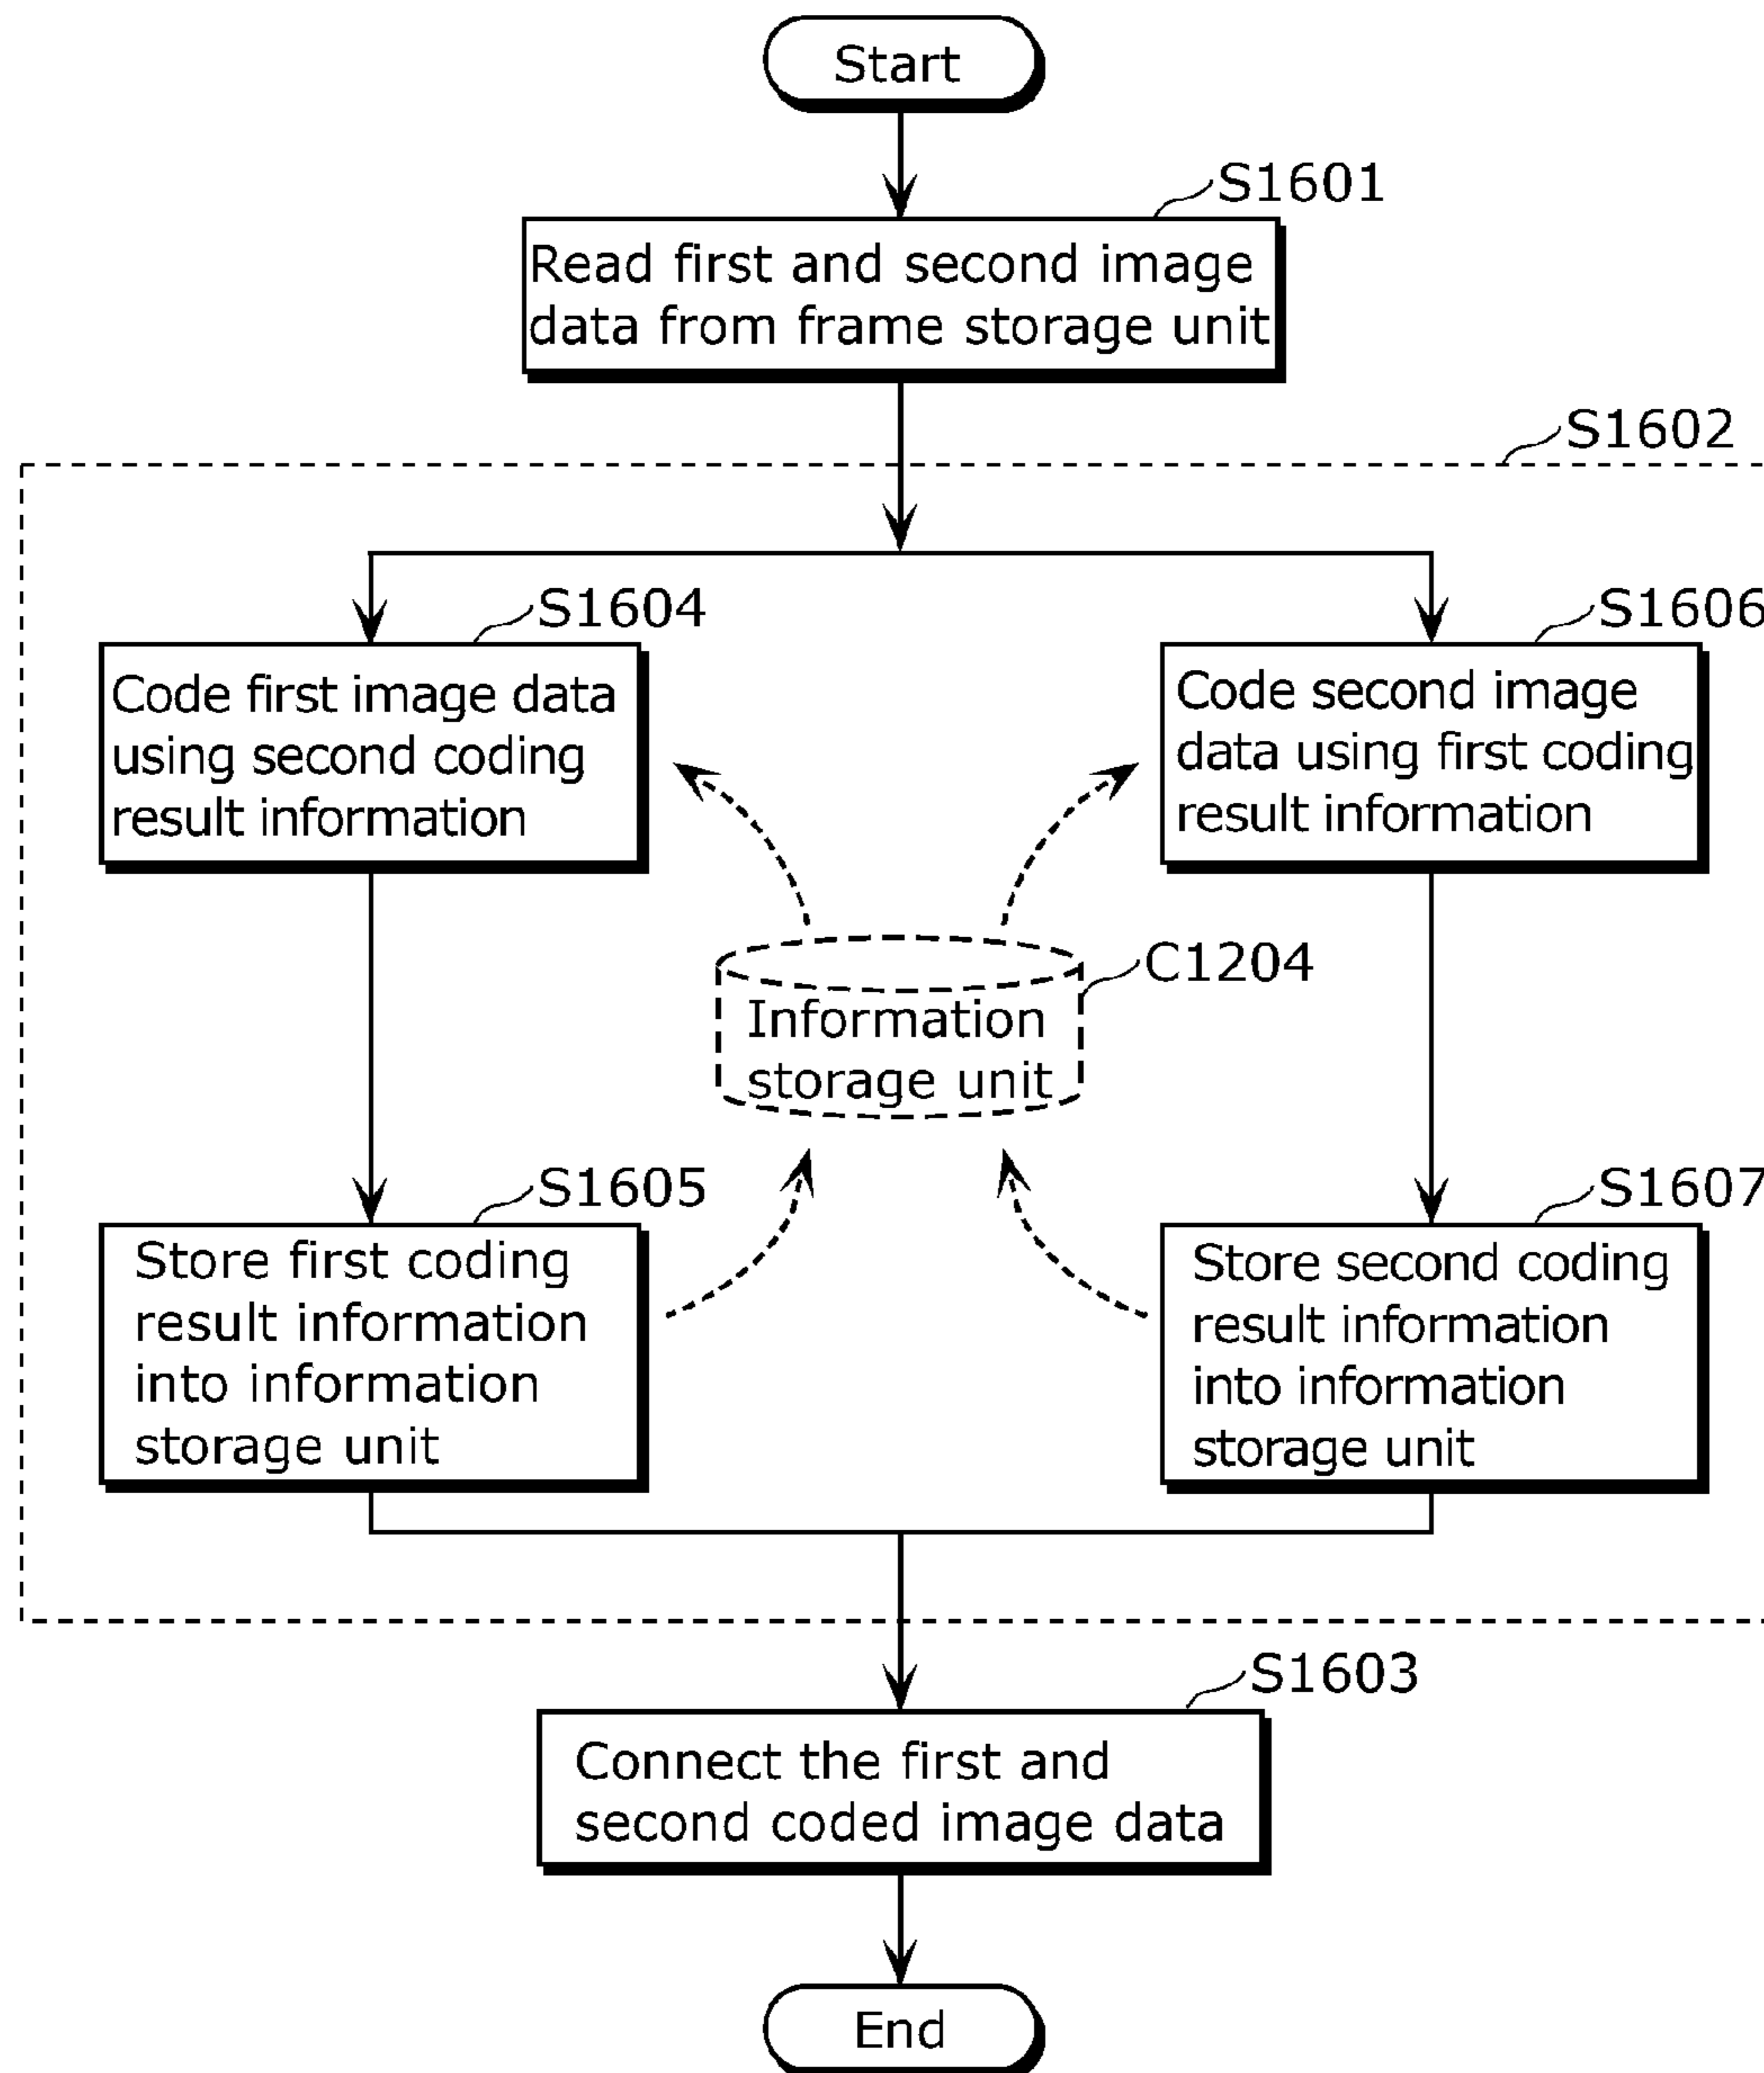 Start
S1601
Read first and second image
data from frame storage unit
S1602
S1604
Code first image data
using second coding
result information
S1606
Code second image
data using first coding
result information
C1204
Information
storage unit
S1605
Store first coding
result information
into information
storage unit
S1607
Store second coding
result information
into information
storage unit
S1603
Connect the first and
second coded image data
End